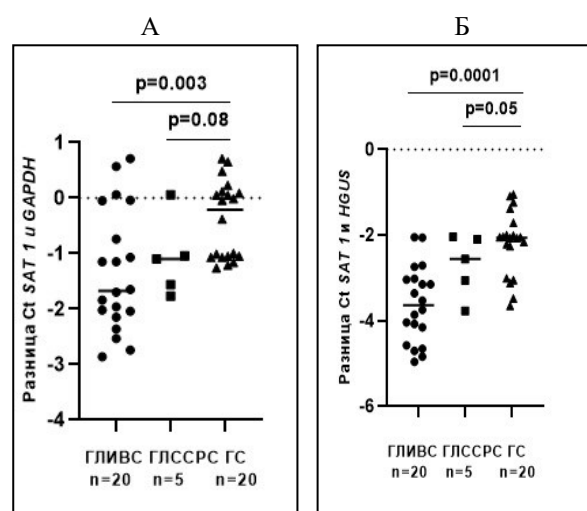 А
p=0.003
p=0.08
1
0
-1
-2
-3
-4
Разница Ct SAT 1 и GAPDH
ГЛИВС ГЛССРС ГС
n=20 n=5 n=20
Б
p=0.0001
p=0.05
0
-2
-4
-6
Разница Ct SAT 1 и HGUS
ГЛИВС ГЛССРС ГС
n=20 n=5 n=20